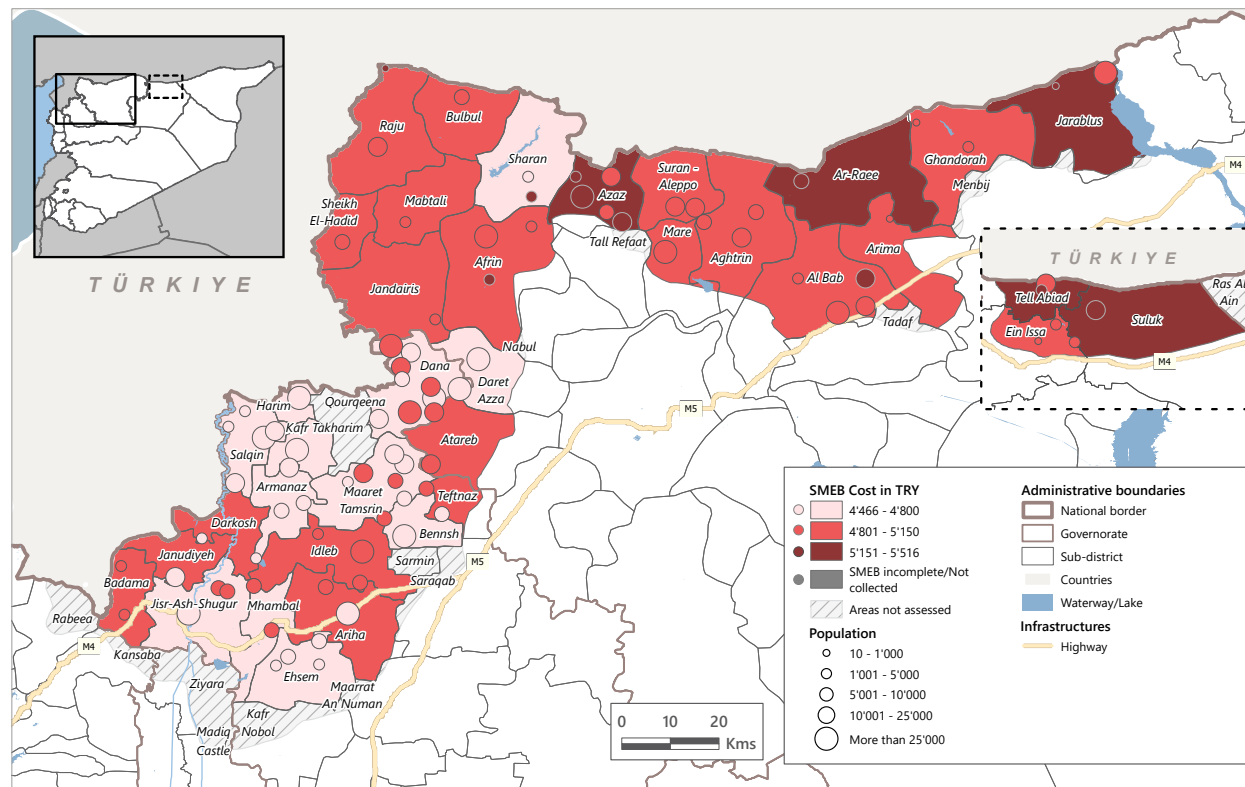 Bulbul
Raju
Sharan
Jarablus
Ghandorah
Ar-Raee
Suran -
Aleppo
Azaz
Menbij
M4
Mabtali
Sheikh
El-Hadid
Mare
Tall Refaat
Aghtrin
Arima
Afrin
Al Bab
Jandairis
TÜRKİYE
TÜRKİYE
Tadaf
Tell Abiad
Suluk
Ras Al
Ain
Ein Issa
M4
Nabul
Dana
Daret
Azza
M5
Harim
Qourqeena
Kafr Takharim
Atareb
Salqin
Armanaz
Maaret
Tamsrin
Teftnaz
Darkosh
Bennsh
Idleb
Janudiyeh
Sarmin
M5
Saraqab
Badama
Jisr-Ash-Shugur
Mhambal
Rabeea
Ariha
M4
Kansaba
Ehsem
Ziyara
Maarrat
An Numan
Kafr
Nobol
Madiq
Castle
0 10 20
Kms
SMEB Cost in TRY
4'466 - 4'800
4'801 - 5'150
5'151 - 5'516
SMEB incomplete/Not
collected
Areas not assessed
Population
10 - 1'000
1'001 - 5'000
5'001 - 10'000
10'001 - 25'000
More than 25'000
Administrative boundaries
National border
Governorate
Sub-district
Countries
Waterway/Lake
Infrastructures
Highway